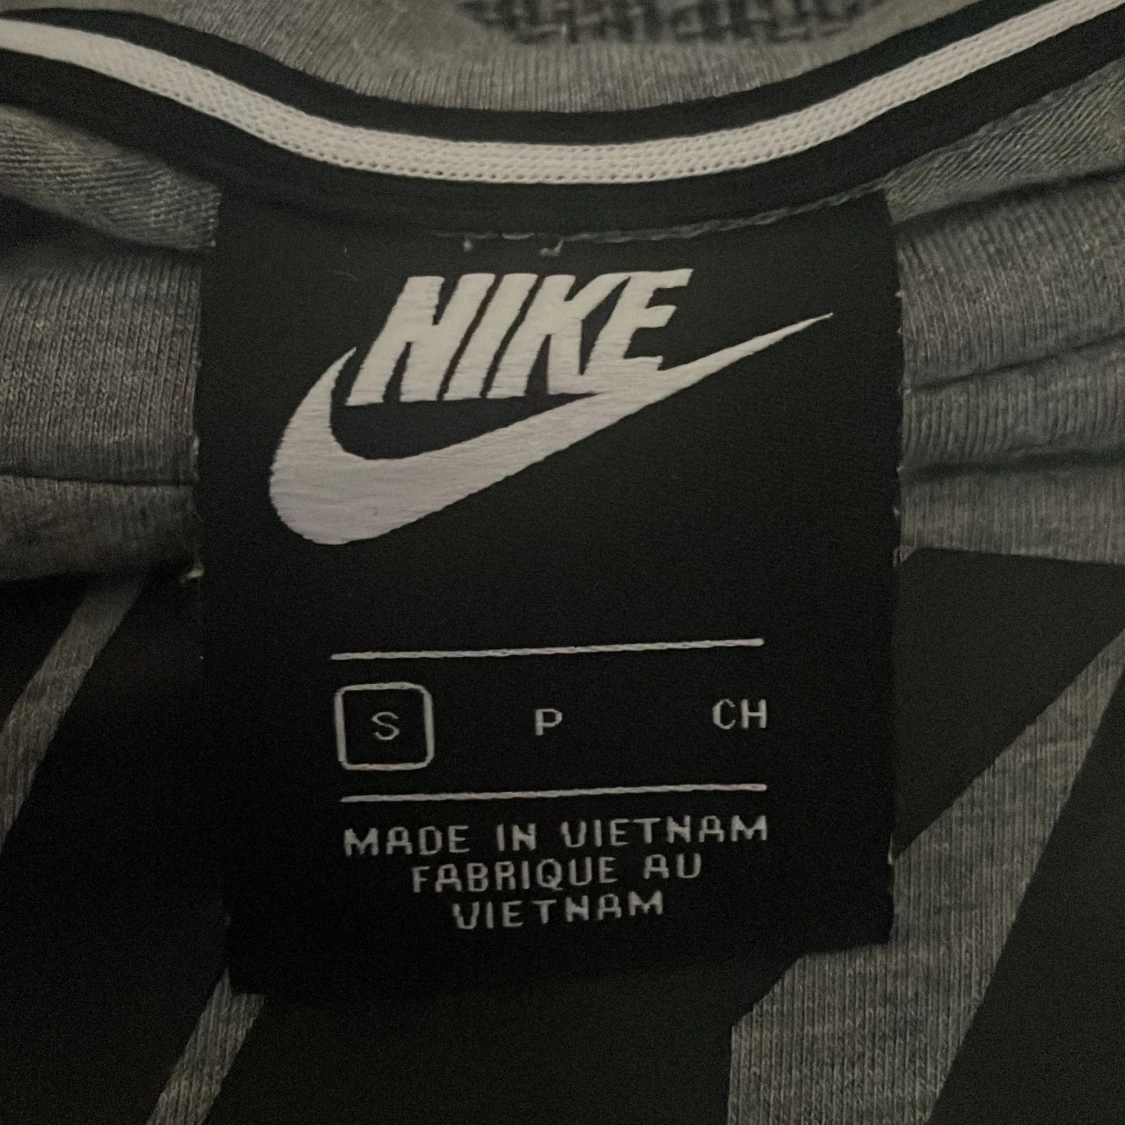 NIKE
S P CH
MADE IN VIETNAM
FABRIQUE AU
VIETNAM